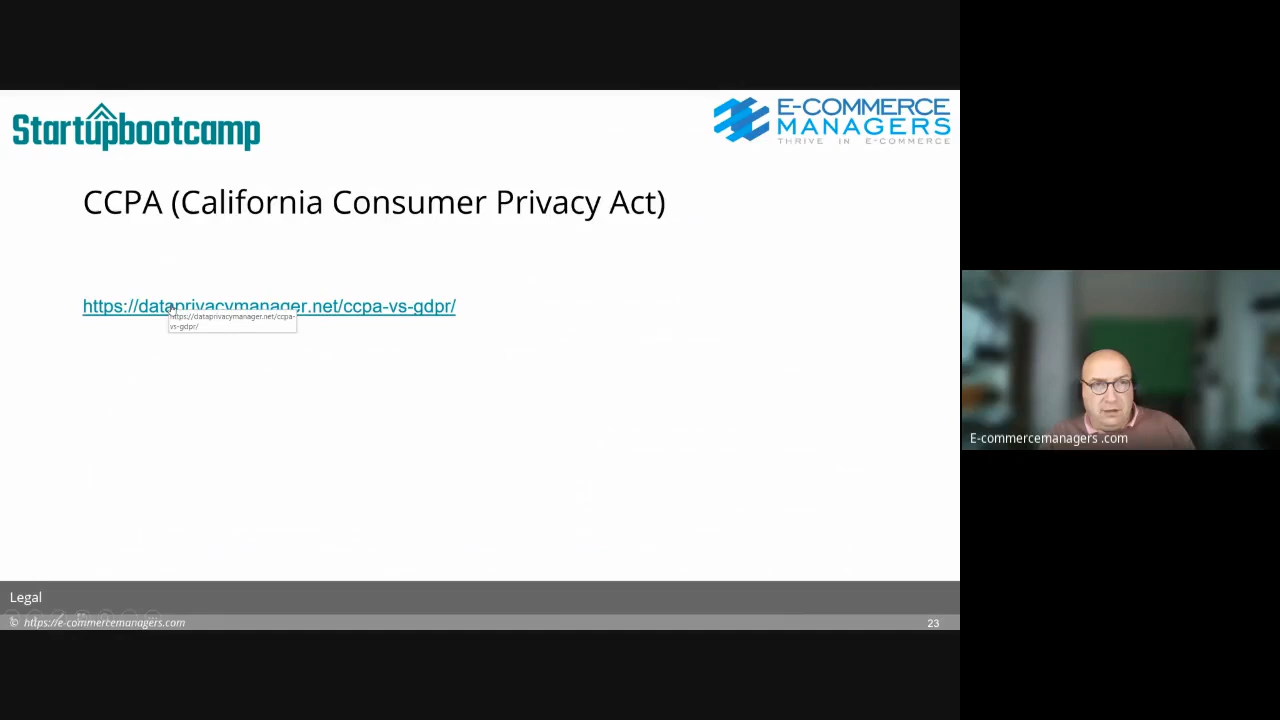 Startupbootcamp
E-COMMERCE
MANAGERS
THRIVE IN E-COMMERCE
CCPA (California Consumer Privacy Act)
https://dataprivacymanager.net/ccpa-vs-gdpr/
https://dataprivacymanager.net/ccpa-
vs-gdpr/
E-commercemanagers .com
Legal
© https://e-commercemanagers.com
23